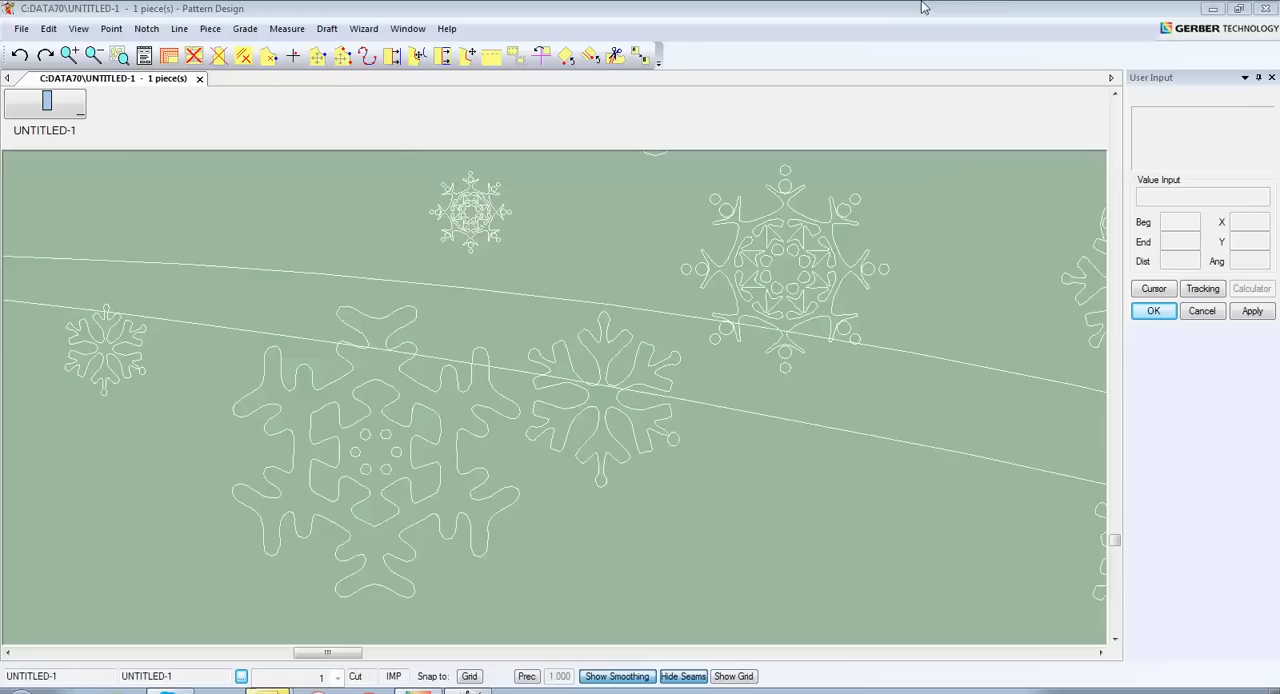 C:DATA70\UNTITLED-1 - 1 piece(s) - Pattern Design
File Edit View Point Notch Line Piece Grade Measure Draft Wizard Window Help
GERBER TECHNOLOGY
C:DATA70\UNTITLED-1 - 1 piece(s)
User Input
UNTITLED-1
Value Input
Beg X
End Y
Dist Ang
Cursor Tracking Calculator
OK Cancel Apply
UNTITLED-1 UNTITLED-1 ... 1 Cut IMP Snap to: Grid Prec 1.000 Show Smoothing Hide Seams Show Grid